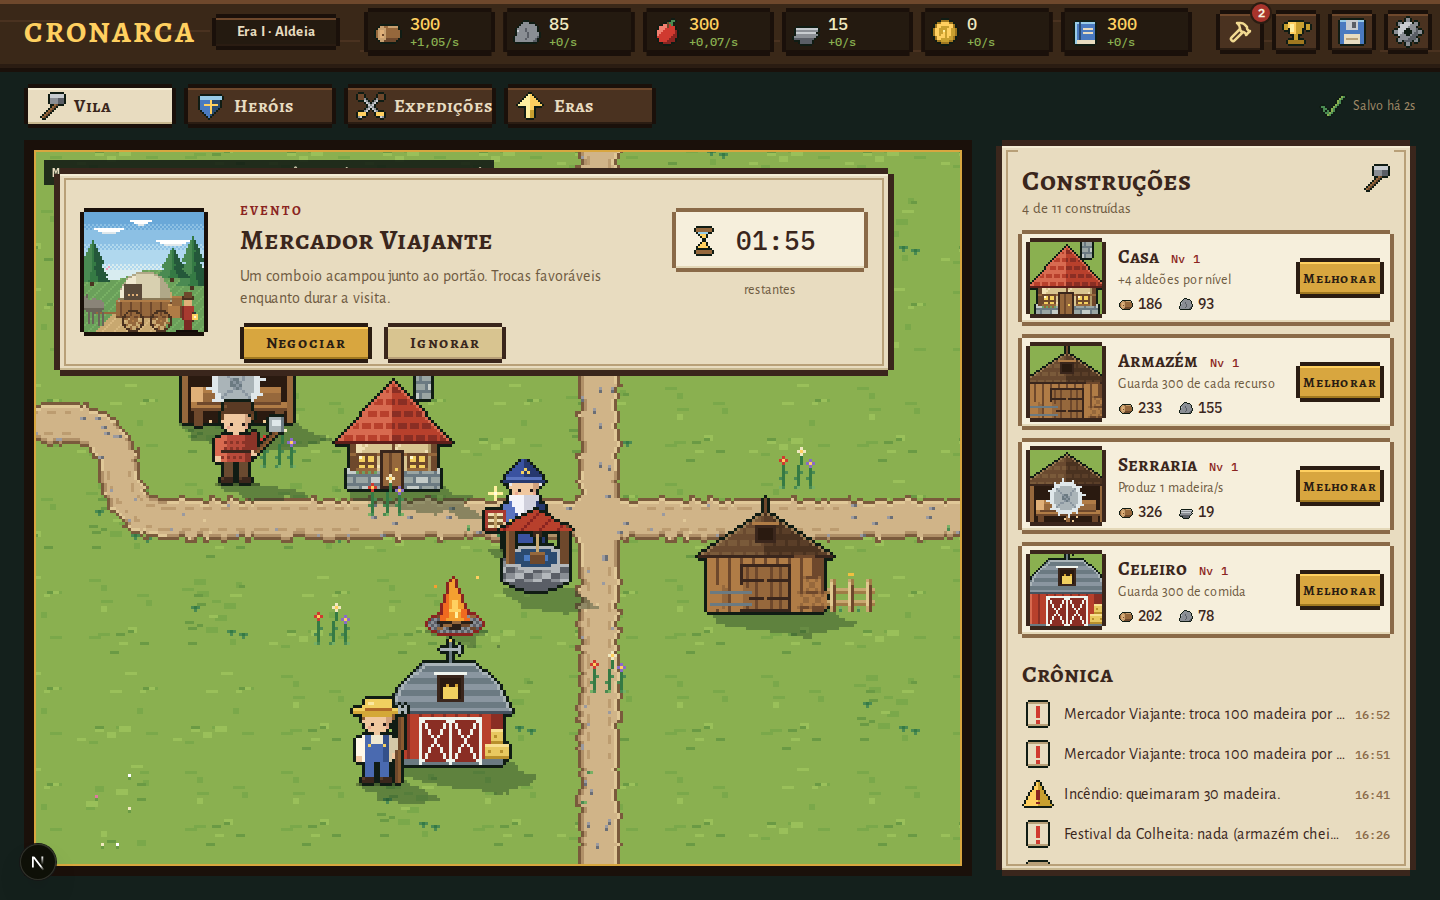 CRONARCA
Era I · Aldeia
300
+1,05/s
85
+0/s
300
+0,07/s
15
+0/s
0
+0/s
300
+0/s
2
Vila
Heróis
Expedições
Eras
Salvo há 2s
EVENTO
Mercador Viajante
Um comboio acampou junto ao portão. Trocas favoráveis
enquanto durar a visita.
Negociar
Ignorar
01:55
restantes
Construções
4 de 11 construídas
Casa Nv 1
+4 aldeões por nível
186 93
Melhorar
Armazém Nv 1
Guarda 300 de cada recurso
233 155
Melhorar
Serraria Nv 1
Produz 1 madeira/s
326 19
Melhorar
Celeiro Nv 1
Guarda 300 de comida
202 78
Melhorar
Crônica
Mercador Viajante: troca 100 madeira por ... 16:52
Mercador Viajante: troca 100 madeira por ... 16:51
Incêndio: queimaram 30 madeira. 16:41
Festival da Colheita: nada (armazém chei... 16:26
N